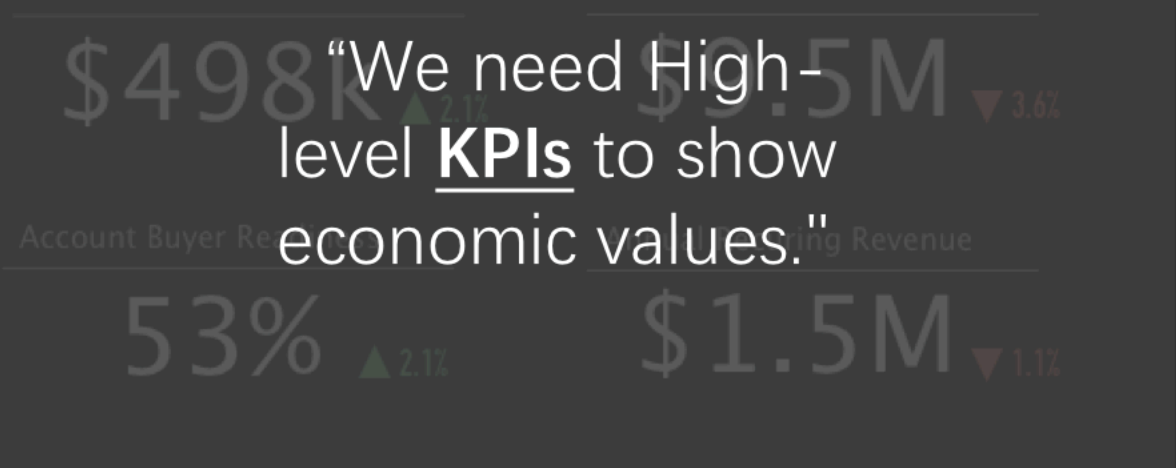 $498k ▲ 2.1%
$9.5M ▼ 3.6%
“We need High-
level KPIs to show
economic values."
Account Buyer Readiness
Annual Recurring Revenue
53% ▲ 2.1%
$1.5M ▼ 1.1%